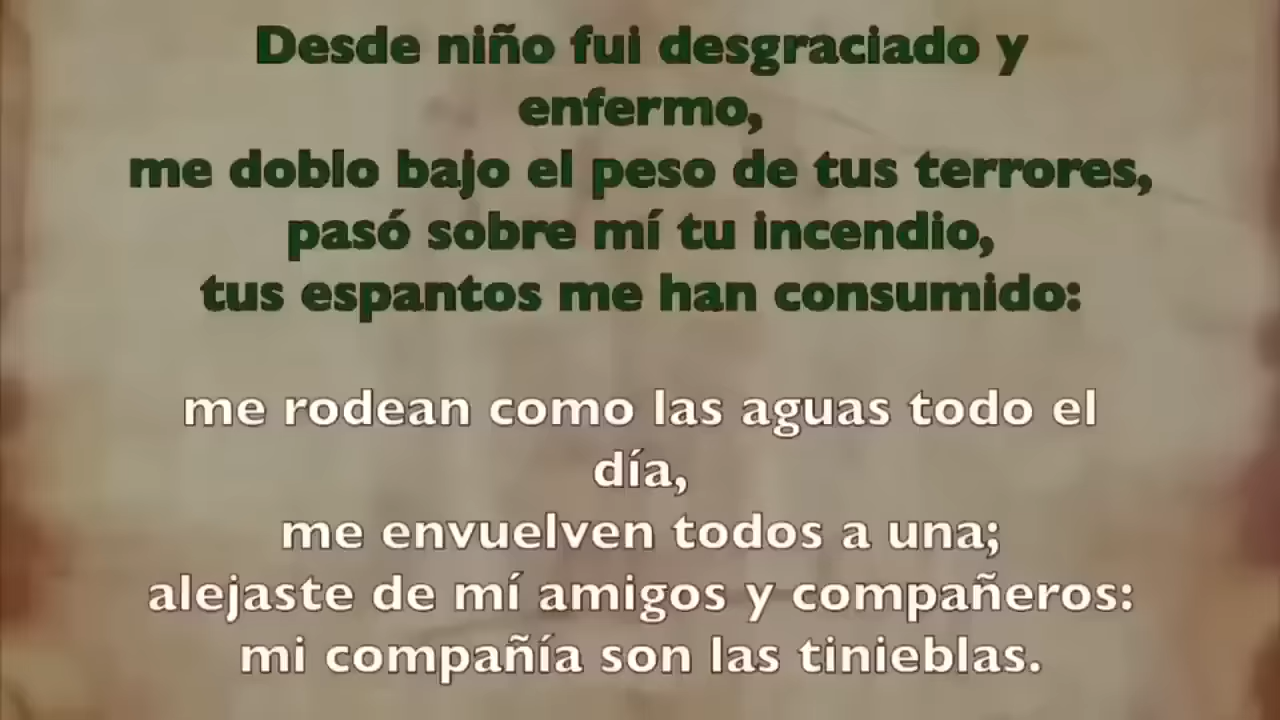 Desde niño fui desgraciado y
enfermo,
me doblo bajo el peso de tus terrores,
pasó sobre mí tu incendio,
tus espantos me han consumido:
me rodean como las aguas todo el
día,
me envuelven todos a una;
alejaste de mí amigos y compañeros:
mi compañía son las tinieblas.